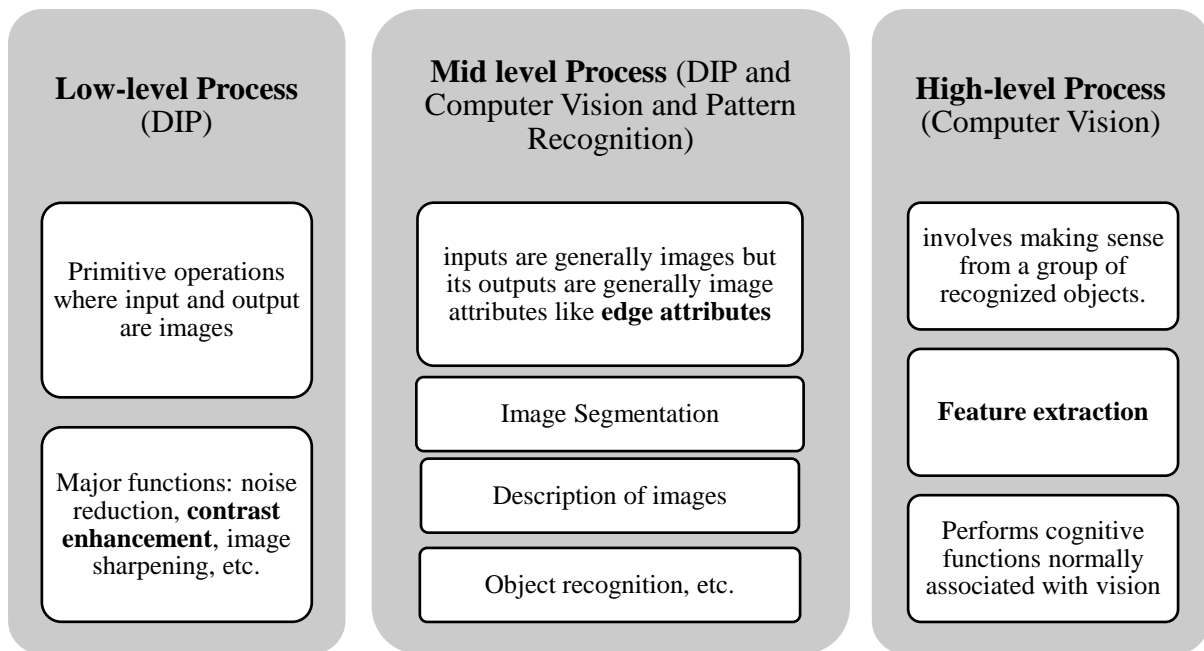 Low-level Process
(DIP)
Primitive operations
where input and output
are images
Major functions: noise
reduction, contrast
enhancement, image
sharpening, etc.
Mid level Process (DIP and
Computer Vision and Pattern
Recognition)
inputs are generally images but
its outputs are generally image
attributes like edge attributes
Image Segmentation
Description of images
Object recognition, etc.
High-level Process
(Computer Vision)
involves making sense
from a group of
recognized objects.
Feature extraction
Performs cognitive
functions normally
associated with vision